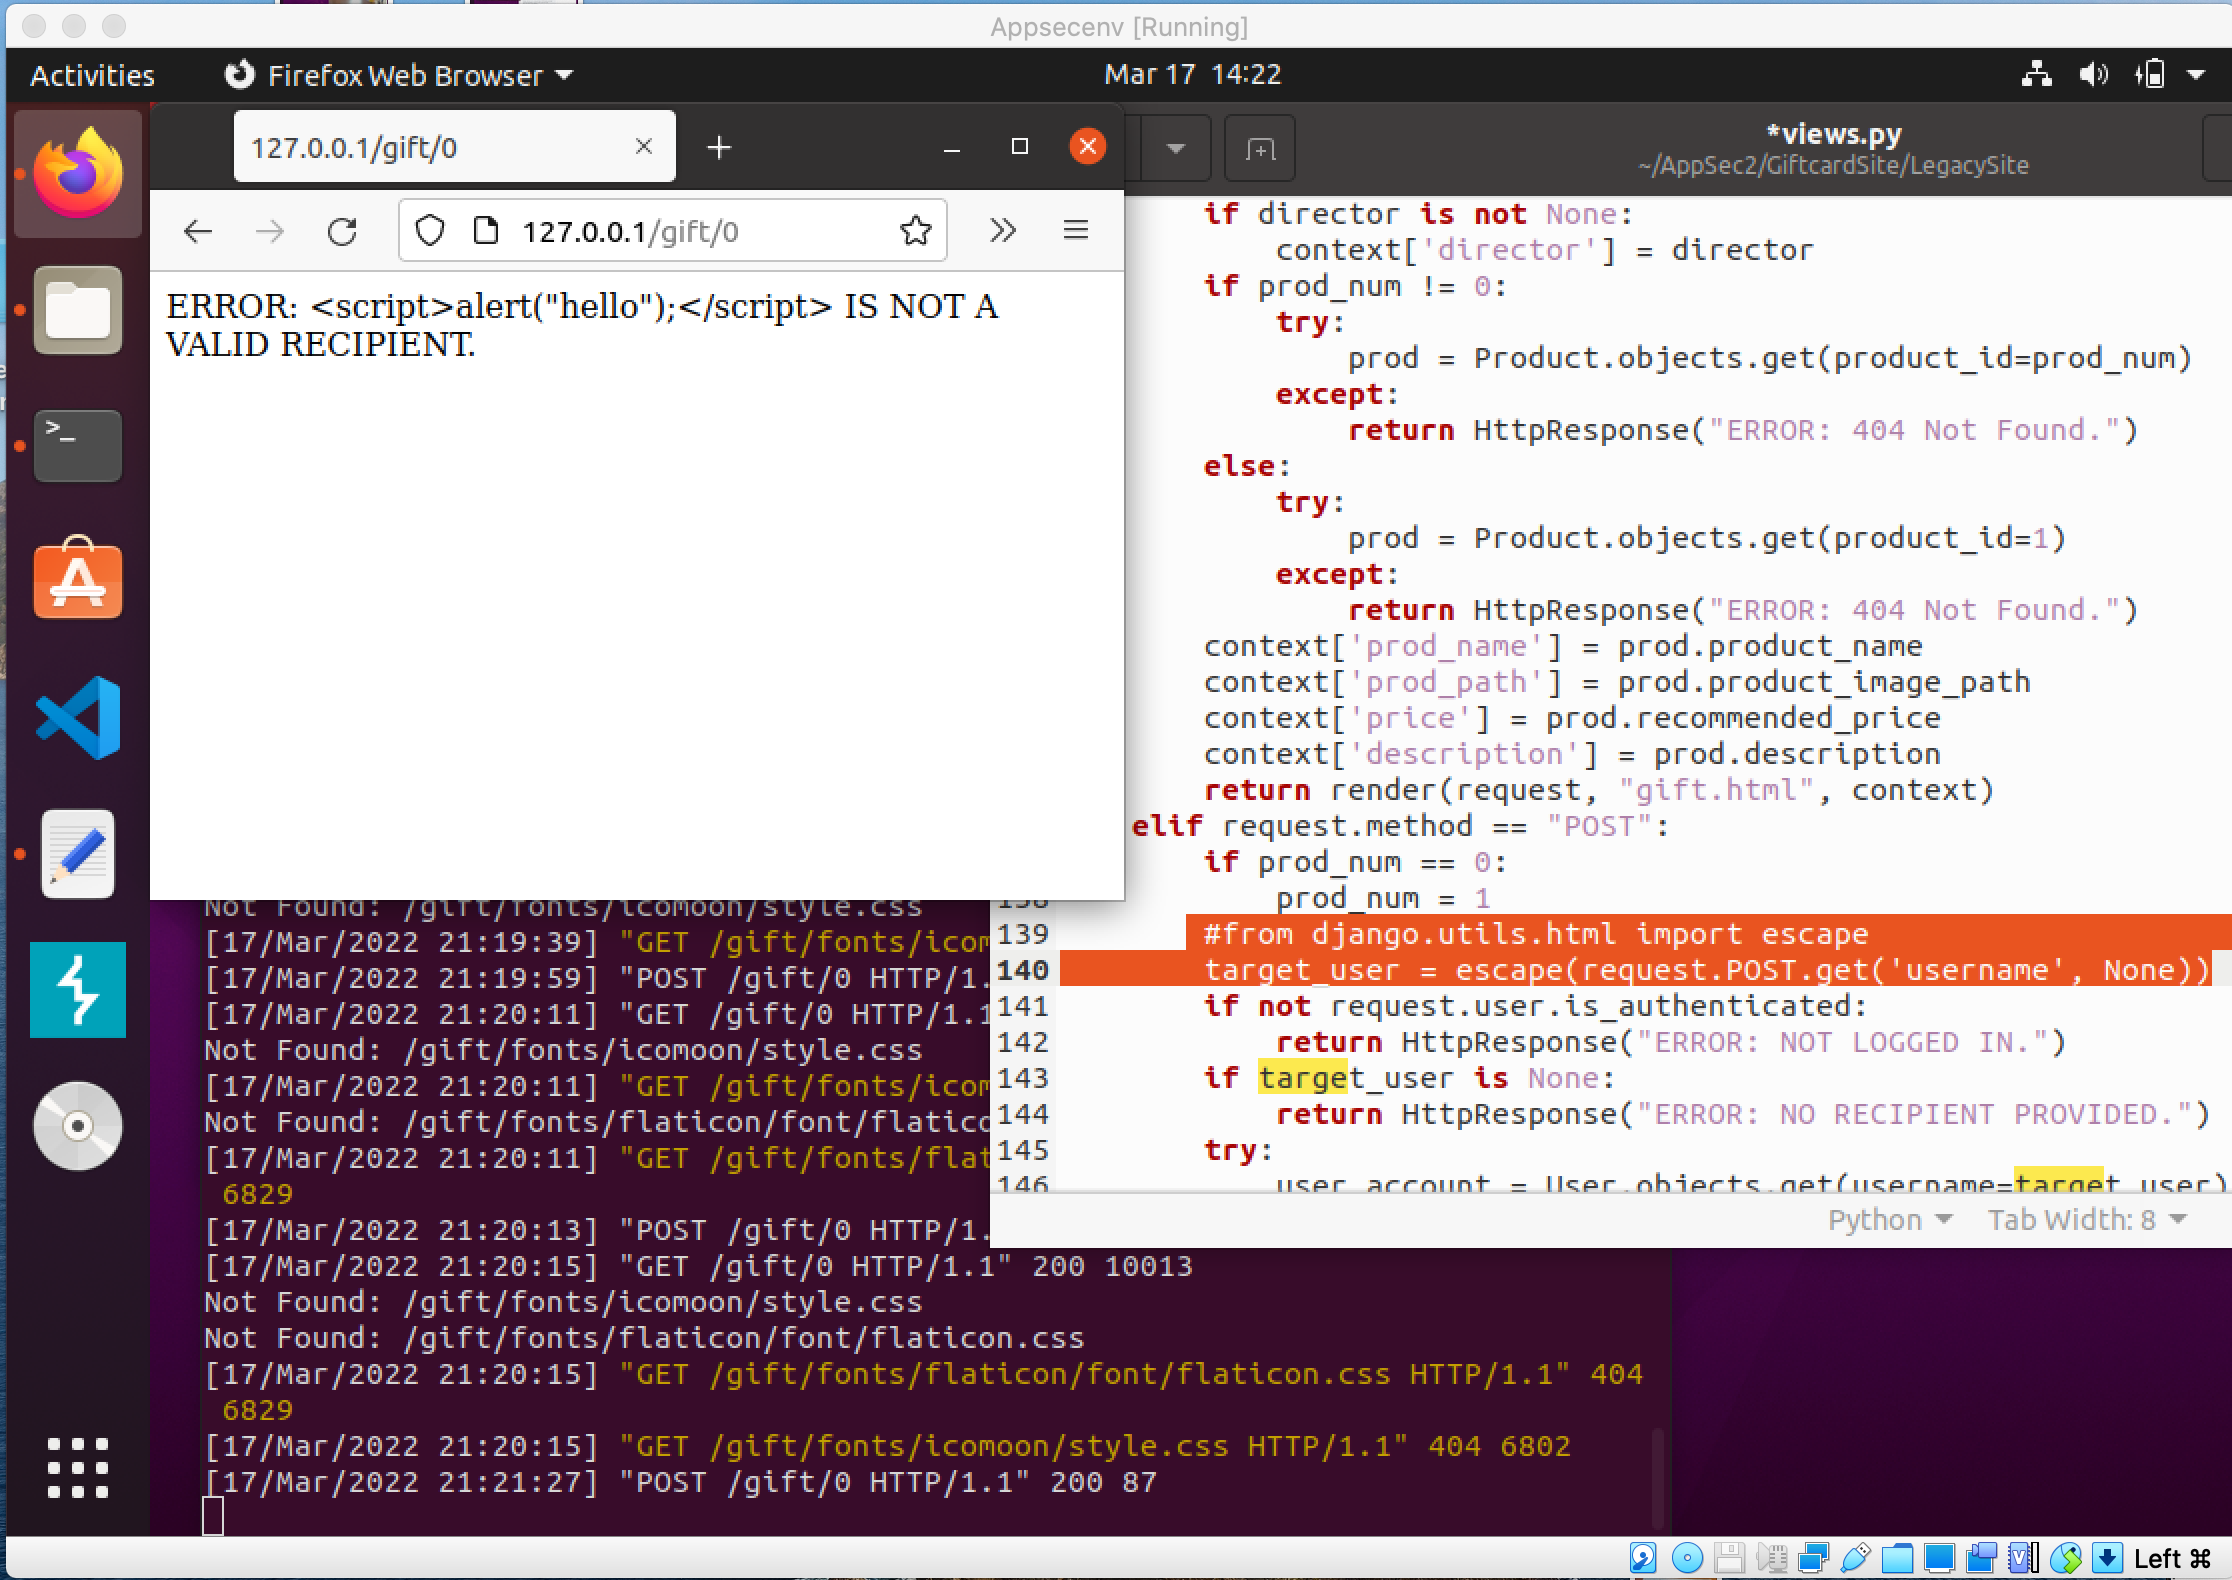 Appsecenv [Running]
Activities
Firefox Web Browser
Mar 17 14:22
127.0.0.1/gift/0
*views.py
~/AppSec2/GiftcardSite/LegacySite
127.0.0.1/gift/0
ERROR: <script>alert("hello");</script> IS NOT A
VALID RECIPIENT.
if director is not None:
context['director'] = director
if prod_num != 0:
try:
prod = Product.objects.get(product_id=prod_num)
except:
return HttpResponse("ERROR: 404 Not Found.")
else:
try:
prod = Product.objects.get(product_id=1)
except:
return HttpResponse("ERROR: 404 Not Found.")
context['prod_name'] = prod.product_name
context['prod_path'] = prod.product_image_path
context['price'] = prod.recommended_price
context['description'] = prod.description
return render(request, "gift.html", context)
elif request.method == "POST":
if prod_num == 0:
138 prod_num = 1
139 #from django.utils.html import escape
140 target_user = escape(request.POST.get('username', None))
141 if not request.user.is_authenticated:
142 return HttpResponse("ERROR: NOT LOGGED IN.")
143 if target_user is None:
144 return HttpResponse("ERROR: NO RECIPIENT PROVIDED.")
145 try:
146 user_account = User.objects.get(username=target_user)
Python Tab Width: 8
Not Found: /gift/fonts/icomoon/style.css
[17/Mar/2022 21:19:39] "GET /gift/fonts/icom
[17/Mar/2022 21:19:59] "POST /gift/0 HTTP/1.
[17/Mar/2022 21:20:11] "GET /gift/0 HTTP/1.1
Not Found: /gift/fonts/icomoon/style.css
[17/Mar/2022 21:20:11] "GET /gift/fonts/icom
Not Found: /gift/fonts/flaticon/font/flatico
[17/Mar/2022 21:20:11] "GET /gift/fonts/flat
6829
[17/Mar/2022 21:20:13] "POST /gift/0 HTTP/1.
[17/Mar/2022 21:20:15] "GET /gift/0 HTTP/1.1" 200 10013
Not Found: /gift/fonts/icomoon/style.css
Not Found: /gift/fonts/flaticon/font/flaticon.css
[17/Mar/2022 21:20:15] "GET /gift/fonts/flaticon/font/flaticon.css HTTP/1.1" 404
6829
[17/Mar/2022 21:20:15] "GET /gift/fonts/icomoon/style.css HTTP/1.1" 404 6802
[17/Mar/2022 21:21:27] "POST /gift/0 HTTP/1.1" 200 87
Left ⌘